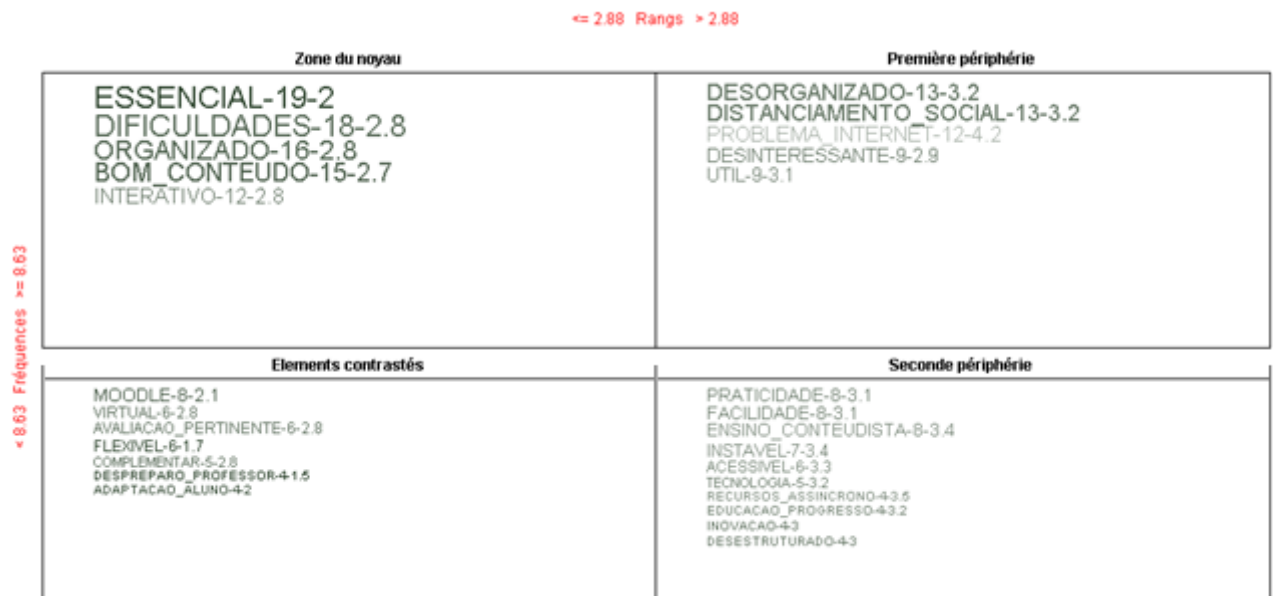 <= 2.88 Rangs > 2.88
Zone du noyau
ESSENCIAL-19-2
DIFICULDADES-18-2.8
ORGANIZADO-16-2.8
BOM_CONTEUDO-15-2.7
INTERATIVO-12-2.8
Première périphérie
DESORGANIZADO-13-3.2
DISTANCIAMENTO_SOCIAL-13-3.2
PROBLEMA_INTERNET-12-4.2
DESINTERESSANTE-9-2.9
UTIL-9-3.1
< 8.63 Fréquences >= 8.63
Elements contrastés
MOODLE-8-2.1
VIRTUAL-6-2.8
AVALIACAO_PERTINENTE-6-2.8
FLEXIVEL-6-1.7
COMPLEMENTAR-5-2.8
DESPREPARO_PROFESSOR-4-1.5
ADAPTACAO_ALUNO-4-2
Seconde périphérie
PRATICIDADE-8-3.1
FACILIDADE-8-3.1
ENSINO_CONTEUDISTA-8-3.4
INSTAVEL-7-3.4
ACESSIVEL-6-3.3
TECNOLOGIA-5-3.2
RECURSOS_ASSINCRONO-4-3.5
EDUCACAO_PROGRESSO-4-3.2
INOVACAO-4-3
DESESTRUTURADO-4-3